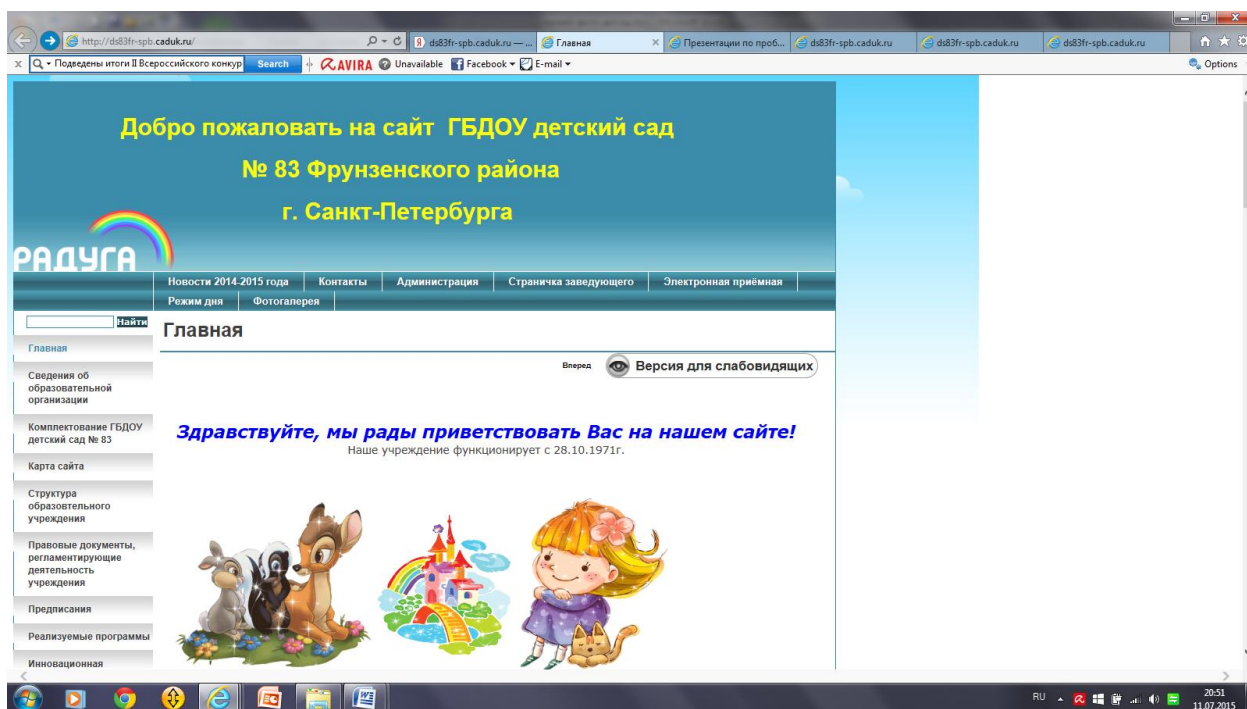 http://ds83fr-spb.caduk.ru/
ds83fr-spb.caduk.ru — ...
Главная
Презентации по проб...
ds83fr-spb.caduk.ru
ds83fr-spb.caduk.ru
ds83fr-spb.caduk.ru
Подведены итоги II Всероссийского конкур
Search
AVIRA
Unavailable
Facebook
E-mail
Options
Добро пожаловать на сайт ГБДОУ детский сад
№ 83 Фрунзенского района
г. Санкт-Петербурга
РАДУГА
Новости 2014-2015 года
Контакты
Администрация
Страничка заведующего
Электронная приёмная
Режим дня
Фотогалерея
Найти
Главная
Сведения об
образовательной
организации
Комплектование ГБДОУ
детский сад № 83
Карта сайта
Структура
образовтельного
учреждения
Правовые документы,
регламентирующие
деятельность
учреждения
Предписания
Реализуемые программы
Инновационная
Главная
Вперед
Версия для слабовидящих
Здравствуйте, мы рады приветствовать Вас на нашем сайте!
Наше учреждение функционирует с 28.10.1971г.
RU
20:51
11.07.2015